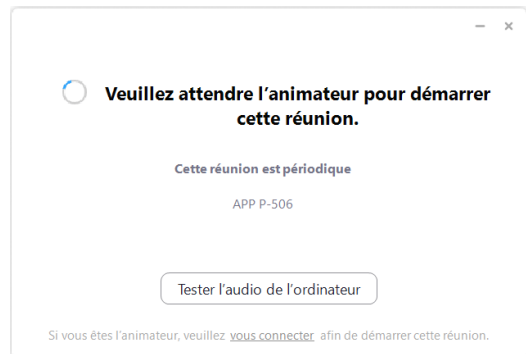 Veuillez attendre l'animateur pour démarrer
cette réunion.
Cette réunion est périodique
APP P-506
Tester l'audio de l'ordinateur
Si vous êtes l'animateur, veuillez vous connecter afin de démarrer cette réunion.